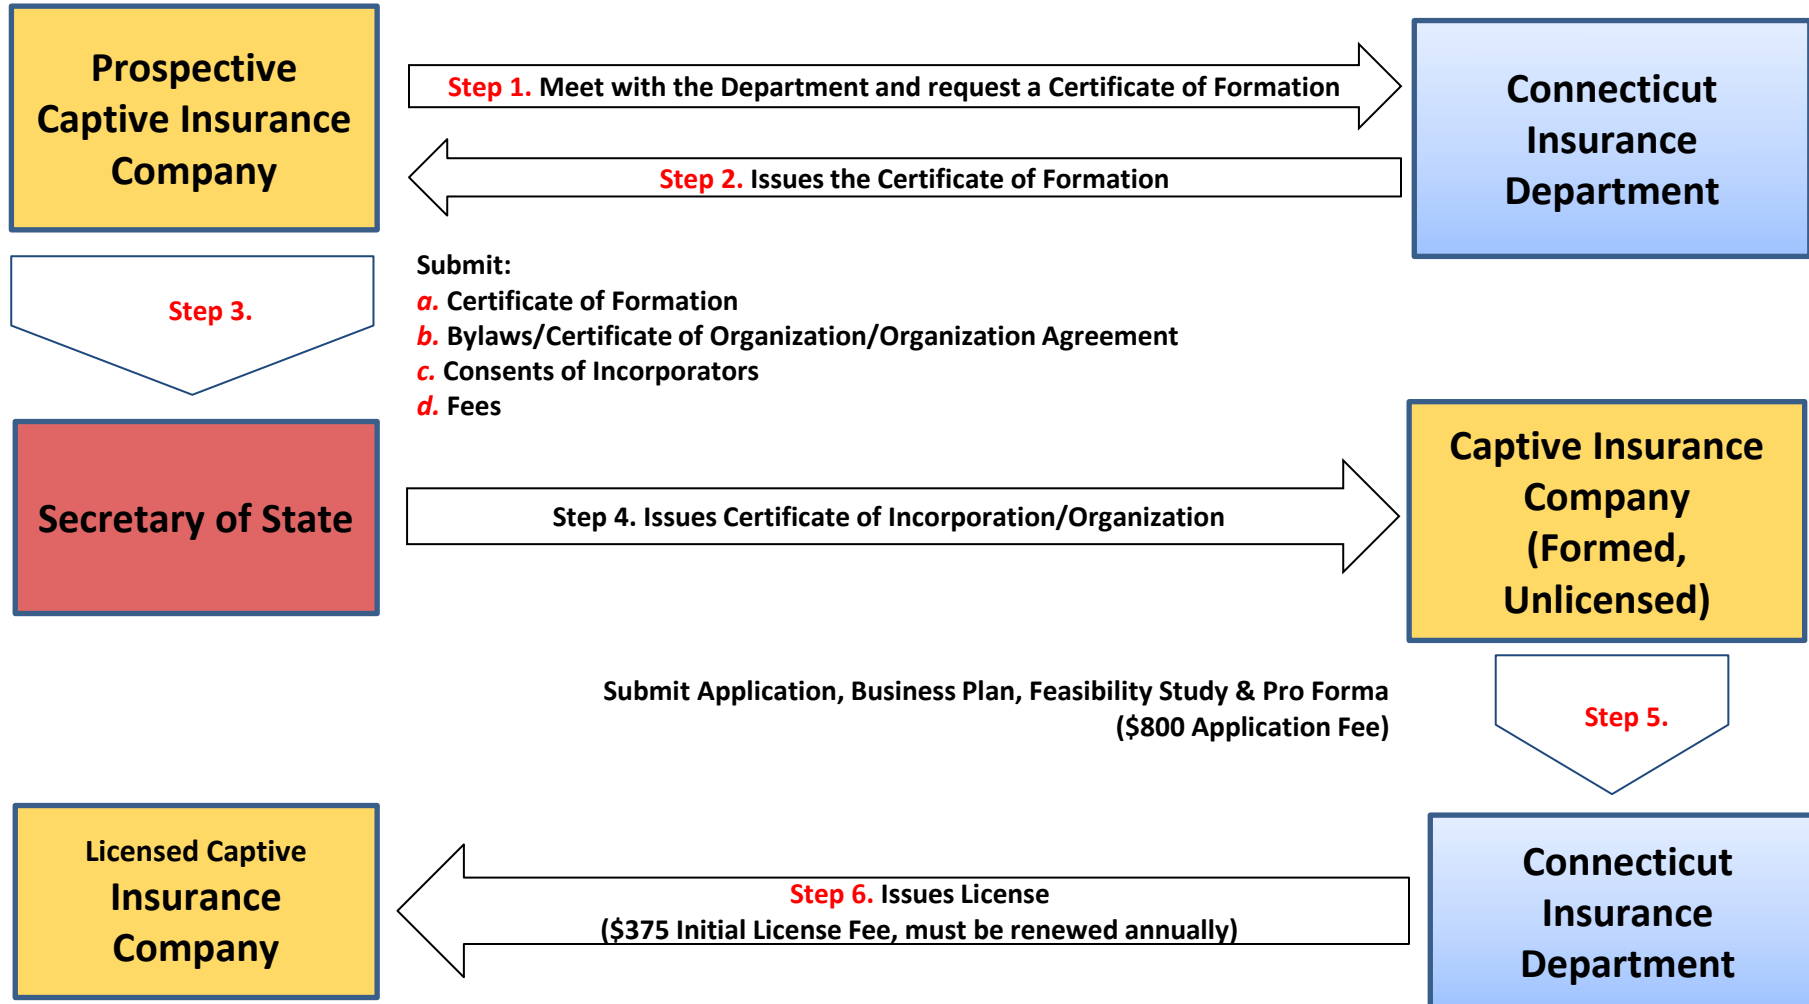 Prospective
Captive Insurance
Company
Step 1. Meet with the Department and request a Certificate of Formation
Connecticut
Insurance
Department
Step 2. Issues the Certificate of Formation
Step 3.
Submit:
a. Certificate of Formation
b. Bylaws/Certificate of Organization/Organization Agreement
c. Consents of Incorporators
d. Fees
Secretary of State
Step 4. Issues Certificate of Incorporation/Organization
Captive Insurance
Company
(Formed,
Unlicensed)
Submit Application, Business Plan, Feasibility Study & Pro Forma
($800 Application Fee)
Step 5.
Connecticut
Insurance
Department
Step 6. Issues License
($375 Initial License Fee, must be renewed annually)
Licensed Captive
Insurance
Company